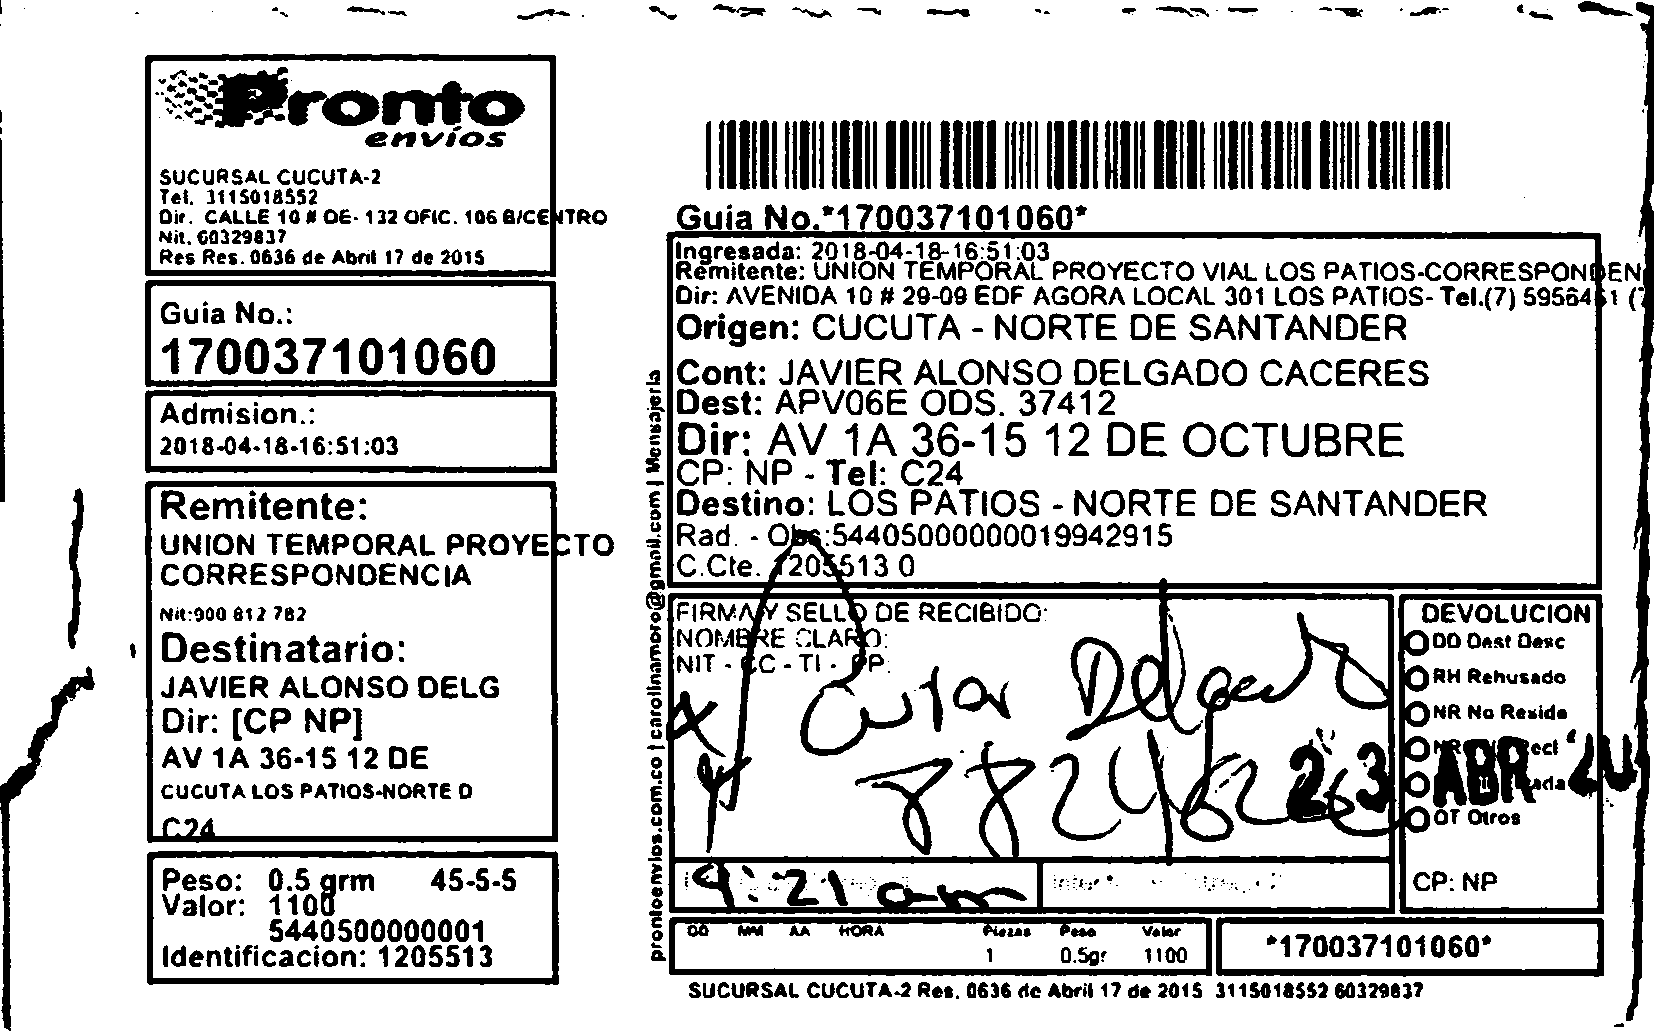 Pronto
envíos
SUCURSAL CUCUTA-2
Tel. 3115018552
Dir. CALLE 10 # OE- 132 OFIC. 106 B/CENTRO
Nit. 60329837
Res Res. 0636 de Abril 17 de 2015
Guia No.:
170037101060
Admision.:
2018-04-18-16:51:03
Remitente:
UNION TEMPORAL PROYECTO
CORRESPONDENCIA
Nit:900 812 782
Destinatario:
JAVIER ALONSO DELG
Dir: [CP NP]
AV 1A 36-15 12 DE
CUCUTA LOS PATIOS-NORTE D
C24
Peso: 0.5 grm 45-5-5
Valor: 1100
5440500000001
Identificacion: 1205513
prontoenvios.com.co | carolinamoro@gmail.com | Mensajería
Guia No.*170037101060*
Ingresada: 2018-04-18-16:51:03
Remitente: UNION TEMPORAL PROYECTO VIAL LOS PATIOS-CORRESPONDEN
Dir: AVENIDA 10 # 29-09 EDF AGORA LOCAL 301 LOS PATIOS- Tel.(7) 5956451 (7
Origen: CUCUTA - NORTE DE SANTANDER
Cont: JAVIER ALONSO DELGADO CACERES
Dest: APV06E ODS. 37412
Dir: AV 1A 36-15 12 DE OCTUBRE
CP: NP - Tel: C24
Destino: LOS PATIOS - NORTE DE SANTANDER
Rad. - Obs:54405000000019942915
C.Cte. 1205513 0
FIRMA Y SELLO DE RECIBIDO:
NOMBRE CLARO:
NIT - CC - TI - PP:
Delgado
9:21 am
23 ABR
DEVOLUCION
DD Dest Desc
RH Rehusado
NR No Reside
OT Otros
CP: NP
DD MM AA HORA Piezas Peso Valor
1 0.5gr 1100
*170037101060*
SUCURSAL CUCUTA-2 Res. 0636 de Abril 17 de 2015 3115018552 60329837